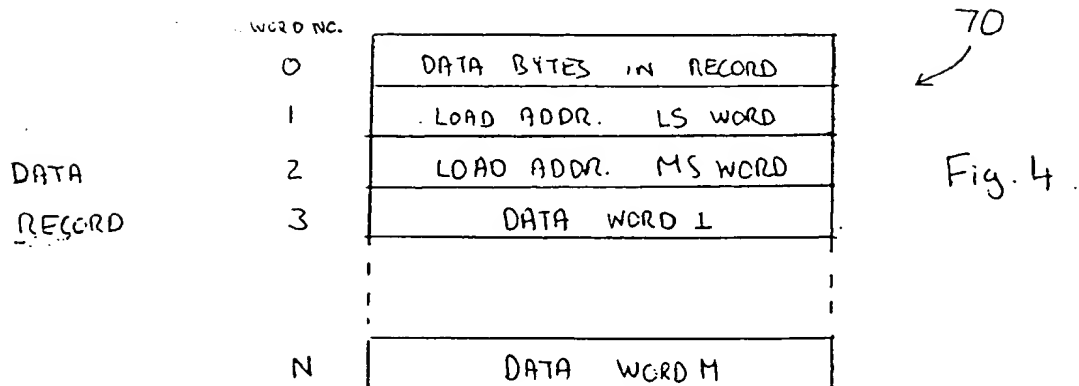 70
WORD NO.
0 DATA BYTES IN RECORD
1 LOAD ADDR. LS WORD
DATA 2 LOAD ADDR. MS WORD
Fig. 4.
RECORD 3 DATA WORD 1
N DATA WORD M